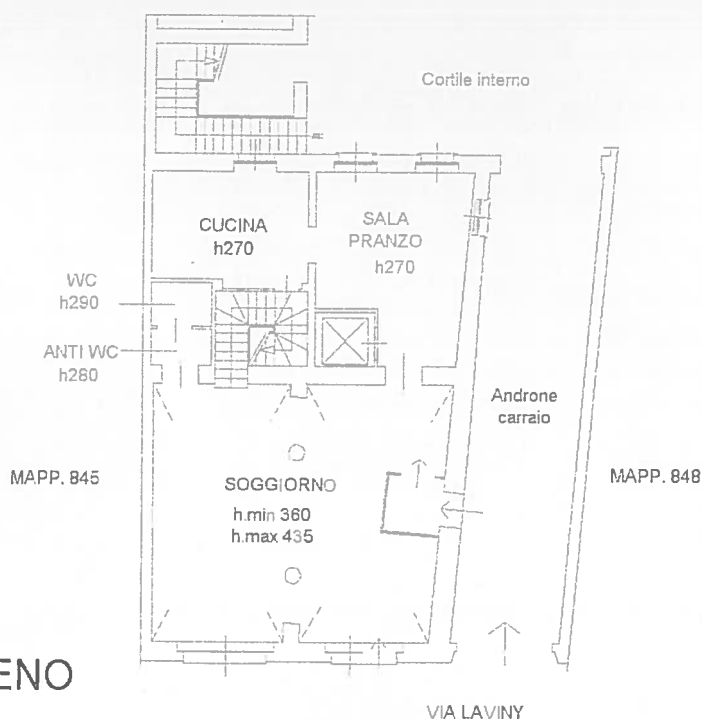 Cortile interno
CUCINA
h270
SALA
PRANZO
h270
WC
h290
ANTI WC
h280
Androne
carraio
MAPP. 845
SOGGIORNO
h.min 360
h.max 435
MAPP. 848
ENO
VIA LAVINY